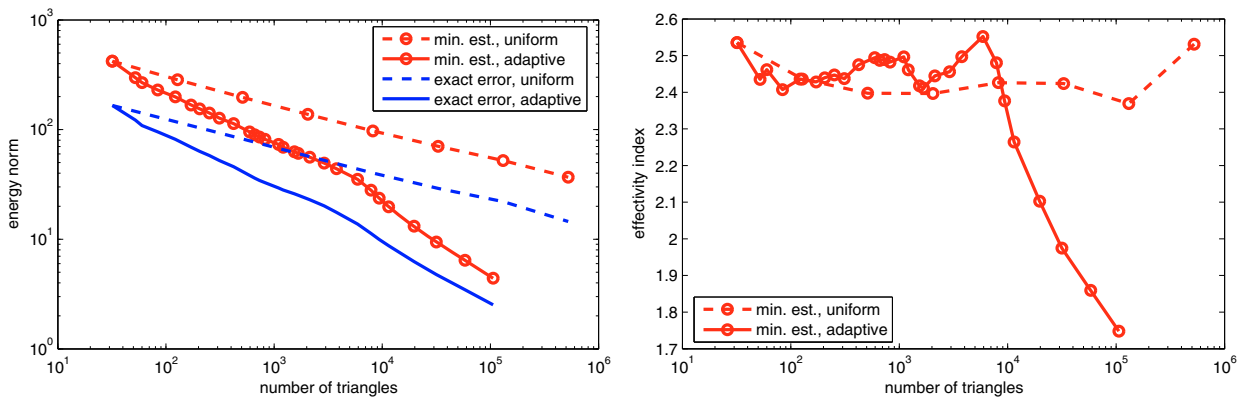 10^3
10^2
10^1
10^0
energy norm
min. est., uniform
min. est., adaptive
exact error, uniform
exact error, adaptive
10^1
10^2
10^3
10^4
10^5
10^6
number of triangles
2.6
2.5
2.4
2.3
2.2
2.1
2
1.9
1.8
1.7
effectivity index
min. est., uniform
min. est., adaptive
10^1
10^2
10^3
10^4
10^5
10^6
number of triangles